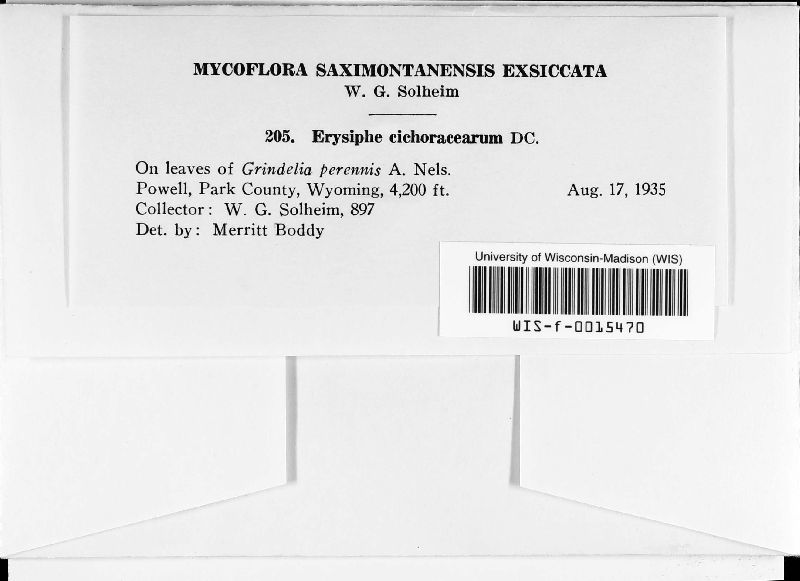 MYCOFLORA SAXIMONTANENSIS EXSICCATA
W. G. Solheim
205. Erysiphe cichoracearum DC.
On leaves of Grindelia perennis A. Nels.
Powell, Park County, Wyoming, 4,200 ft. Aug. 17, 1935
Collector: W. G. Solheim, 897
Det. by: Merritt Boddy
University of Wisconsin-Madison (WIS)
WIS-f-0015470